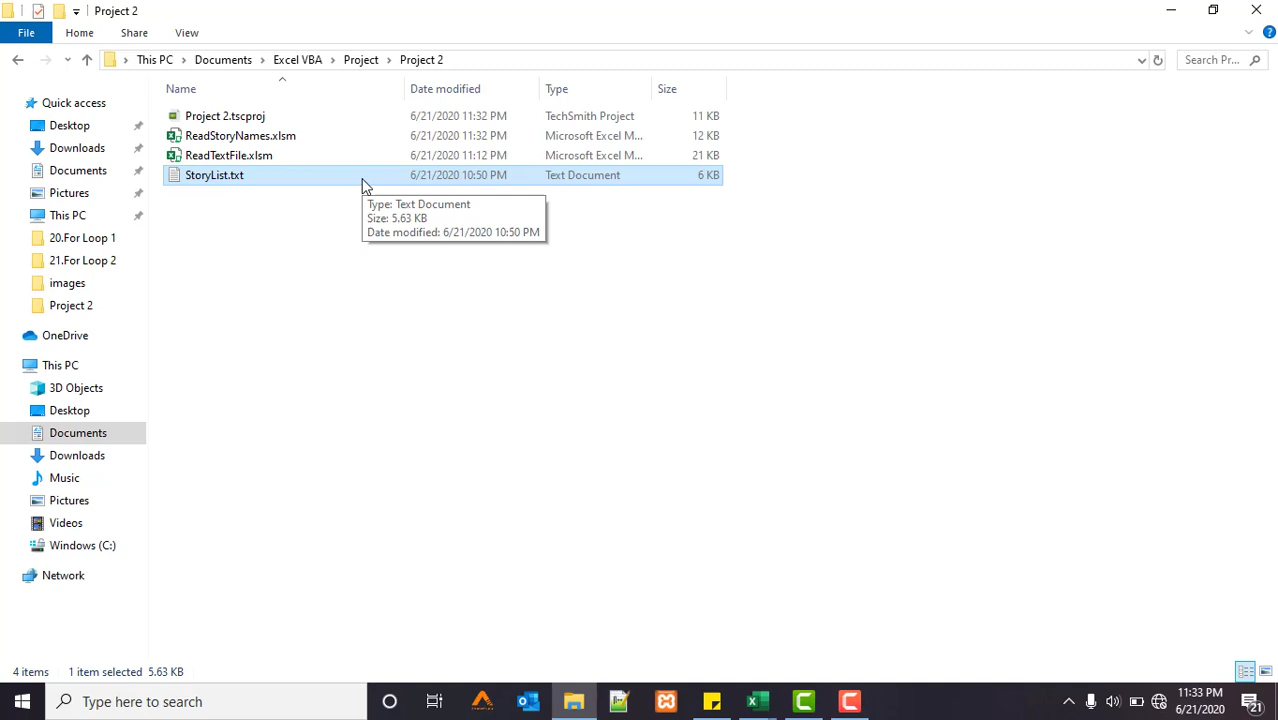 Project 2
File Home Share View
This PC Documents Excel VBA Project Project 2 Search Pr...
Name Date modified Type Size
Project 2.tscproj 6/21/2020 11:32 PM TechSmith Project 11 KB
ReadStoryNames.xlsm 6/21/2020 11:32 PM Microsoft Excel M... 12 KB
ReadTextFile.xlsm 6/21/2020 11:12 PM Microsoft Excel M... 21 KB
StoryList.txt 6/21/2020 10:50 PM Text Document 6 KB
Type: Text Document
Size: 5.63 KB
Date modified: 6/21/2020 10:50 PM
Quick access
Desktop
Downloads
Documents
Pictures
This PC
20.For Loop 1
21.For Loop 2
images
Project 2
OneDrive
This PC
3D Objects
Desktop
Documents
Downloads
Music
Pictures
Videos
Windows (C:)
Network
4 items 1 item selected 5.63 KB
Type here to search
11:33 PM
6/21/2020
21